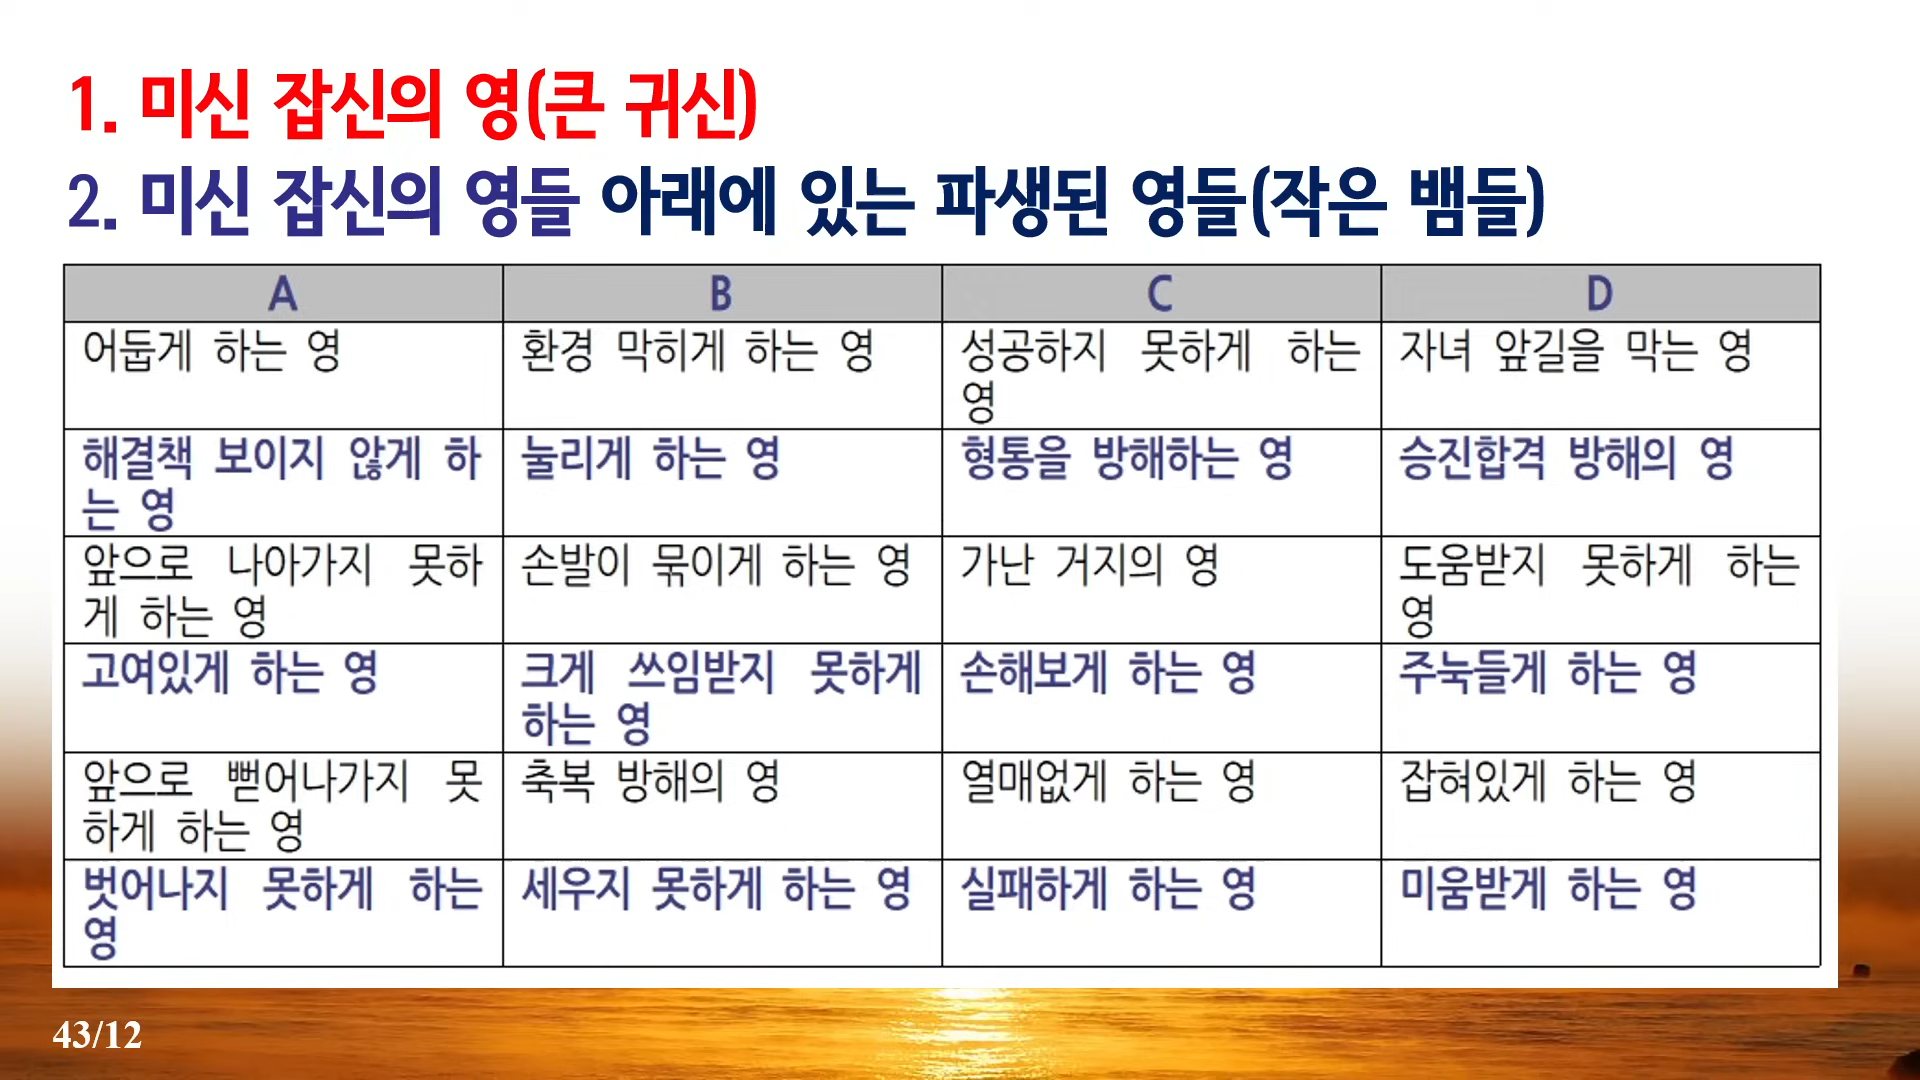 1. 미신 잡신의 영(큰 귀신)
2. 미신 잡신의 영들 아래에 있는 파생된 영들(작은 뱀들)
A B C D
어둡게 하는 영
환경 막히게 하는 영
성공하지 못하게 하는
영
자녀 앞길을 막는 영
해결책 보이지 않게 하
는 영
눌리게 하는 영
형통을 방해하는 영
승진합격 방해의 영
앞으로 나아가지 못하
게 하는 영
손발이 묶이게 하는 영
가난 거지의 영
도움받지 못하게 하는
영
고여있게 하는 영
크게 쓰임받지 못하게
하는 영
손해보게 하는 영
주눅들게 하는 영
앞으로 뻗어나가지 못
하게 하는 영
축복 방해의 영
열매없게 하는 영
잡혀있게 하는 영
벗어나지 못하게 하는
영
세우지 못하게 하는 영
실패하게 하는 영
미움받게 하는 영
43/12